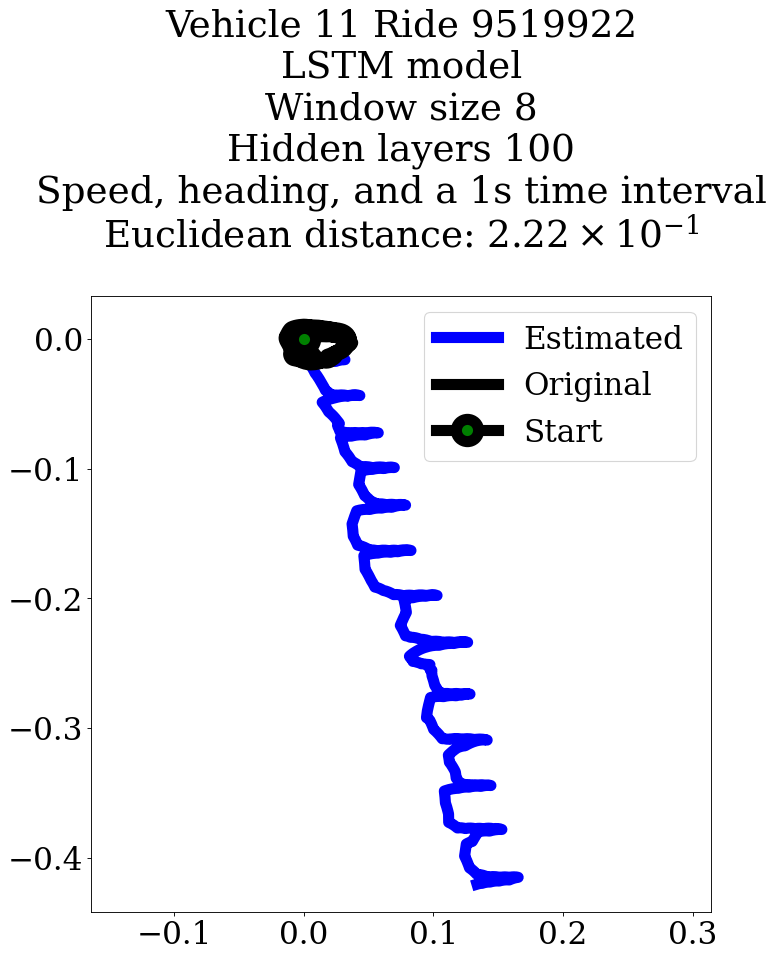 Vehicle 11 Ride 9519922
LSTM model
Window size 8
Hidden layers 100
Speed, heading, and a 1s time interval
Euclidean distance: 2.22 × 10⁻¹
Estimated
Original
Start
0.0
−0.1
−0.2
−0.3
−0.4
−0.1 0.0 0.1 0.2 0.3